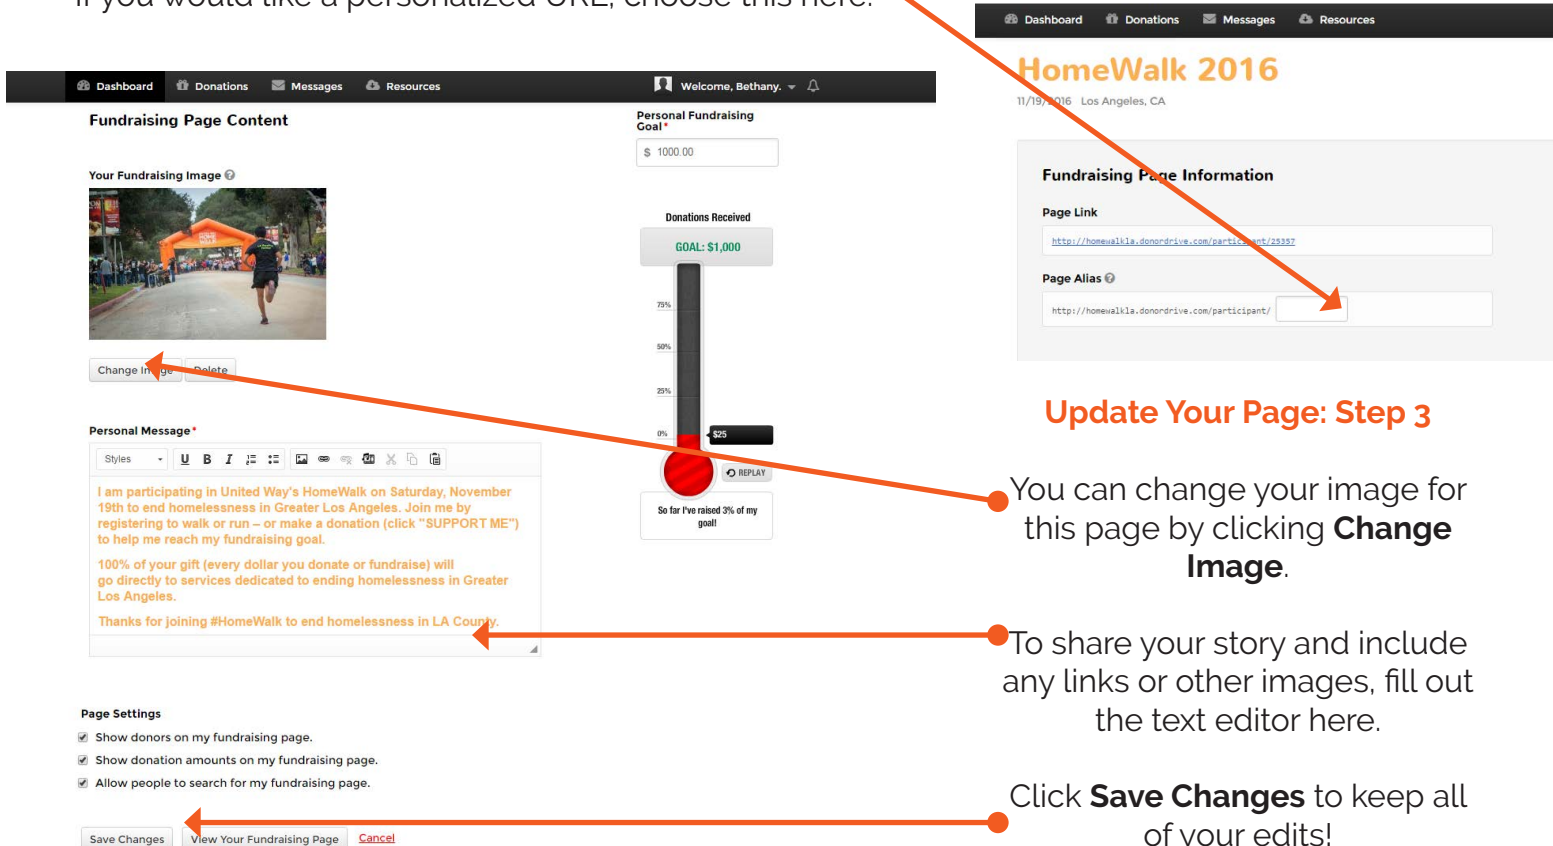 If you would like a personalized URL, choose this here.
Dashboard Donations Messages Resources Welcome, Bethany.
Fundraising Page Content
Your Fundraising Image
Change Image Delete
Personal Message*
Styles U B I
I am participating in United Way's HomeWalk on Saturday, November
19th to end homelessness in Greater Los Angeles. Join me by
registering to walk or run – or make a donation (click "SUPPORT ME")
to help me reach my fundraising goal.
100% of your gift (every dollar you donate or fundraise) will
go directly to services dedicated to ending homelessness in Greater
Los Angeles.
Thanks for joining #HomeWalk to end homelessness in LA County.
Page Settings
Show donors on my fundraising page.
Show donation amounts on my fundraising page.
Allow people to search for my fundraising page.
Save Changes View Your Fundraising Page Cancel
Personal Fundraising
Goal*
$ 1000.00
Donations Received
GOAL: $1,000
75%
50%
25%
0%
$25
REPLAY
So far I've raised 3% of my
goal!
Dashboard Donations Messages Resources
HomeWalk 2016
11/19/2016 Los Angeles, CA
Fundraising Page Information
Page Link
http://homewalkla.donordrive.com/participant/25357
Page Alias
http://homewalkla.donordrive.com/participant/
Update Your Page: Step 3
You can change your image for
this page by clicking Change
Image.
To share your story and include
any links or other images, fill out
the text editor here.
Click Save Changes to keep all
of your edits!